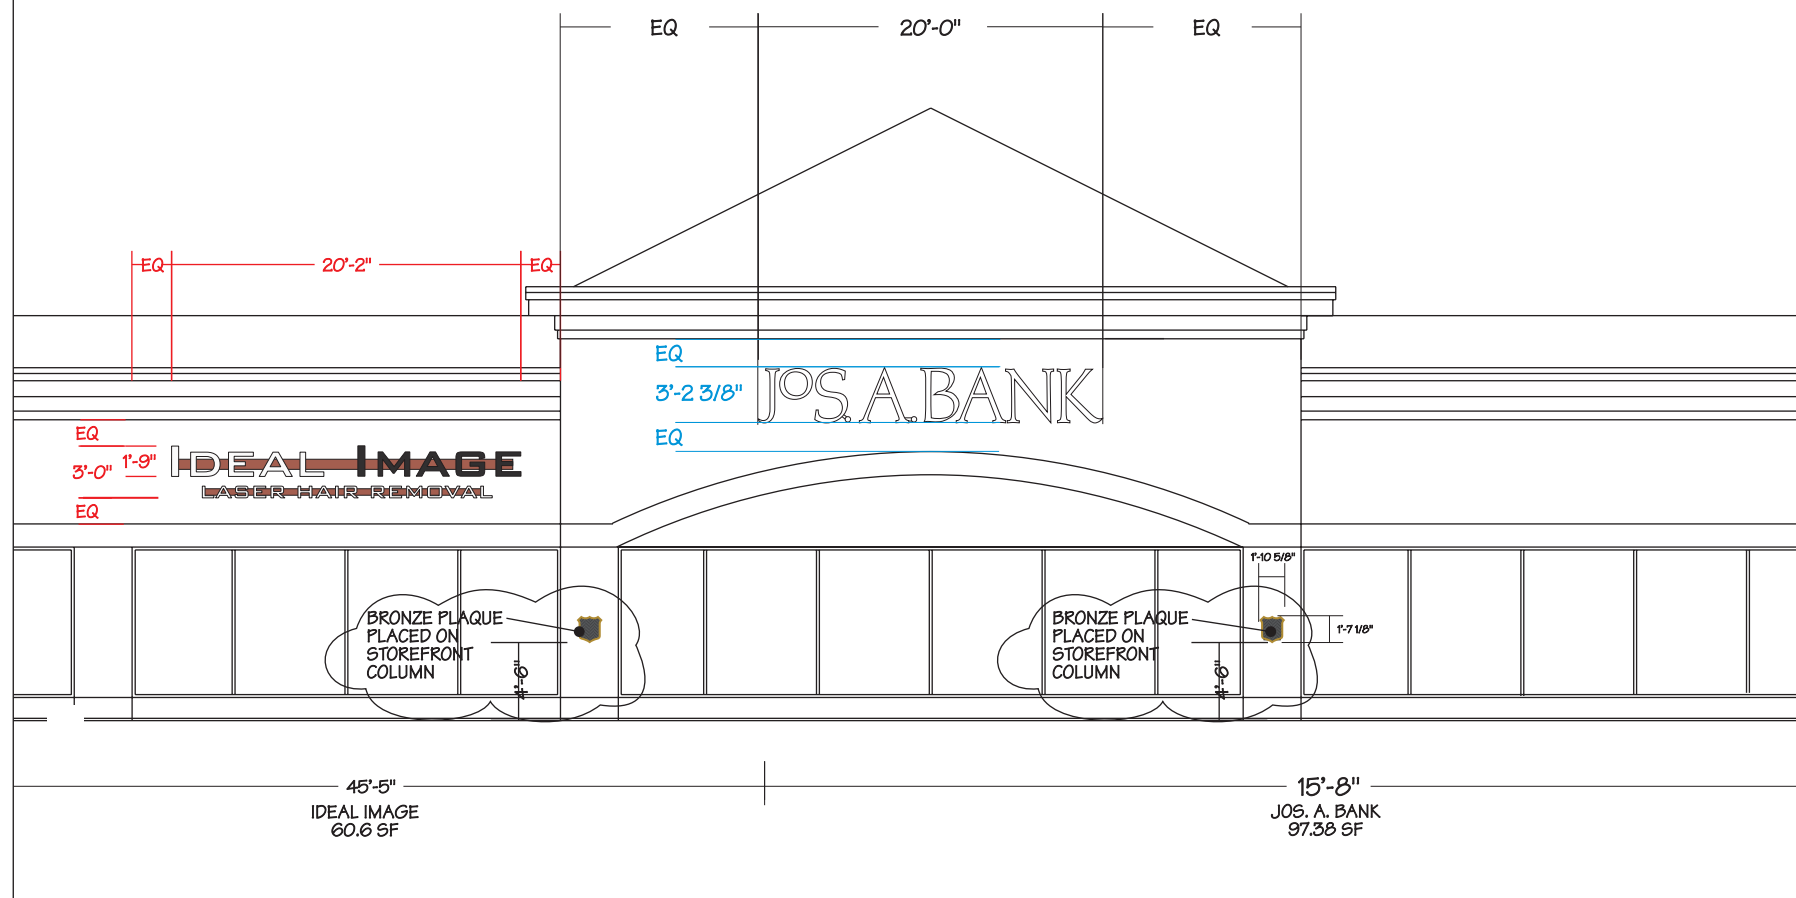 EQ 20'-0" EQ
EQ 20'-2" EQ
EQ
3'-2 3/8"
EQ
JOS. A. BANK
EQ
3'-0" 1'-9"
EQ
IDEAL IMAGE
LASER HAIR REMOVAL
1'-10 5/8"
1'-7 1/8"
BRONZE PLAQUE
PLACED ON
STOREFRONT
COLUMN
4'-6"
BRONZE PLAQUE
PLACED ON
STOREFRONT
COLUMN
4'-6"
45'-5"
IDEAL IMAGE
60.6 SF
15'-8"
JOS. A. BANK
97.38 SF